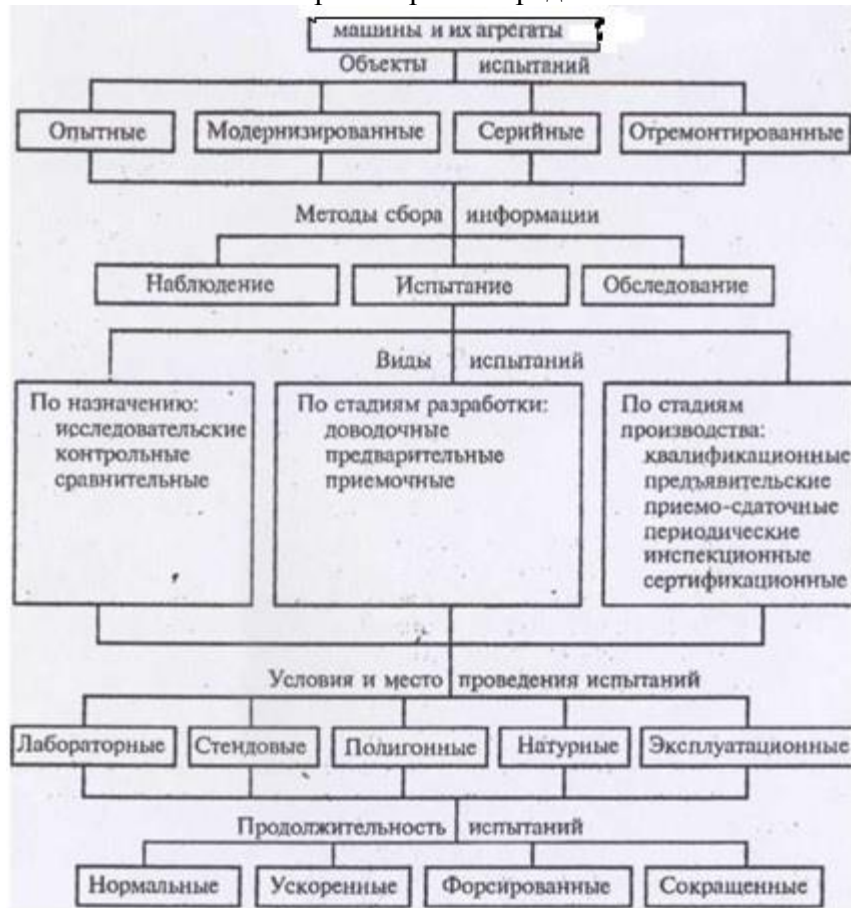 машины и их агрегаты
Объекты испытаний
Опытные Модернизированные Серийные Отремонтированные
Методы сбора информации
Наблюдение Испытание Обследование
Виды испытаний
По назначению:
исследовательские
контрольные
сравнительные
По стадиям разработки:
доводочные
предварительные
приемочные
По стадиям
производства:
квалификационные
предъявительские
приемо-сдаточные
периодические
инспекционные
сертификационные
Условия и место проведения испытаний
Лабораторные Стендовые Полигонные Натурные Эксплуатационные
Продолжительность испытаний
Нормальные Ускоренные Форсированные Сокращенные